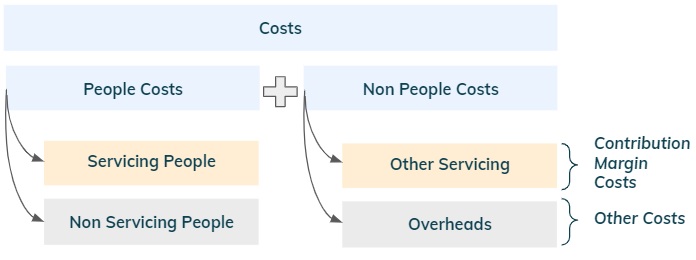 Costs
People Costs
Non People Costs
Servicing People
Other Servicing
Contribution
Margin
Costs
Non Servicing People
Overheads
Other Costs